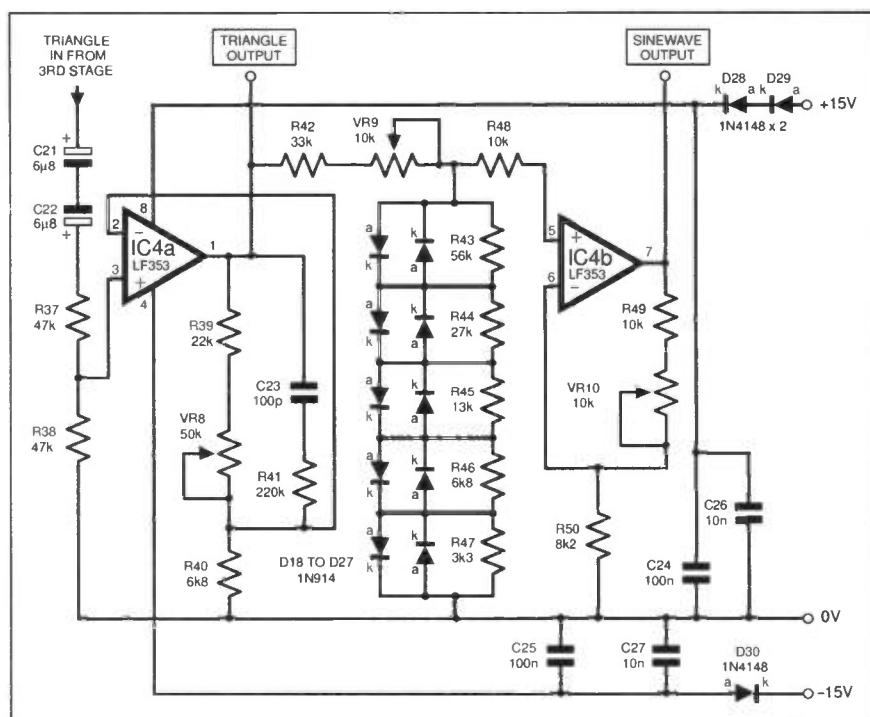 TRIANGLE
IN FROM
3RD STAGE
TRIANGLE
OUTPUT
SINEWAVE
OUTPUT
D28
D29
k
a
k
a
+15V
1N4148 x 2
C21
6µ8
+
R42
33k
VR9
10k
R48
10k
C22
6µ8
+
8
2
−
IC4a
LF353
1
3
+
4
a
k
k
a
R43
56k
5
+
IC4b
LF353
7
6
−
R37
47k
R39
22k
C23
100p
a
k
k
a
R44
27k
R49
10k
R38
47k
VR8
50k
R41
220k
a
k
k
a
R45
13k
VR10
10k
a
k
k
a
R46
6k8
R50
8k2
C26
10n
R40
6k8
D18 TO D27
1N914
a
k
k
a
R47
3k3
C24
100n
0V
C25
100n
C27
10n
D30
1N4148
a
k
−15V